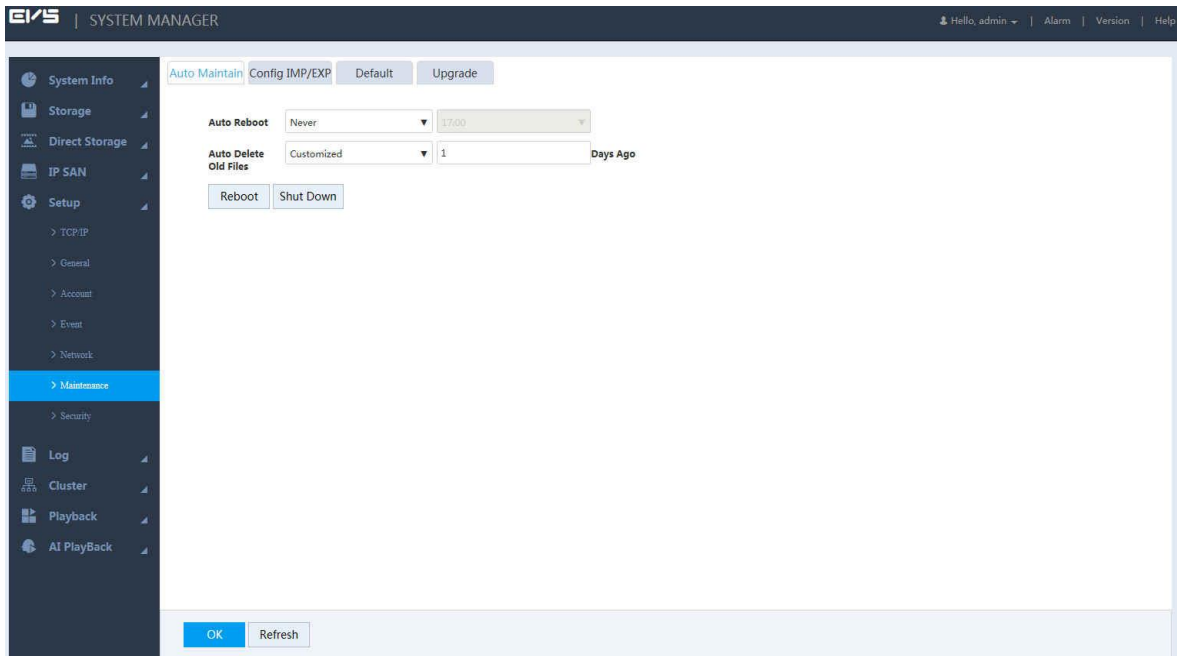 EVS | SYSTEM MANAGER
Hello, admin | Alarm | Version | Help
System Info
Storage
Direct Storage
IP SAN
Setup
> TCP/IP
> General
> Account
> Event
> Network
> Maintenance
> Security
Log
Cluster
Playback
AI PlayBack
Auto Maintain Config IMP/EXP Default Upgrade
Auto Reboot Never 17:00
Auto Delete Customized 1 Days Ago
Old Files
Reboot Shut Down
OK Refresh